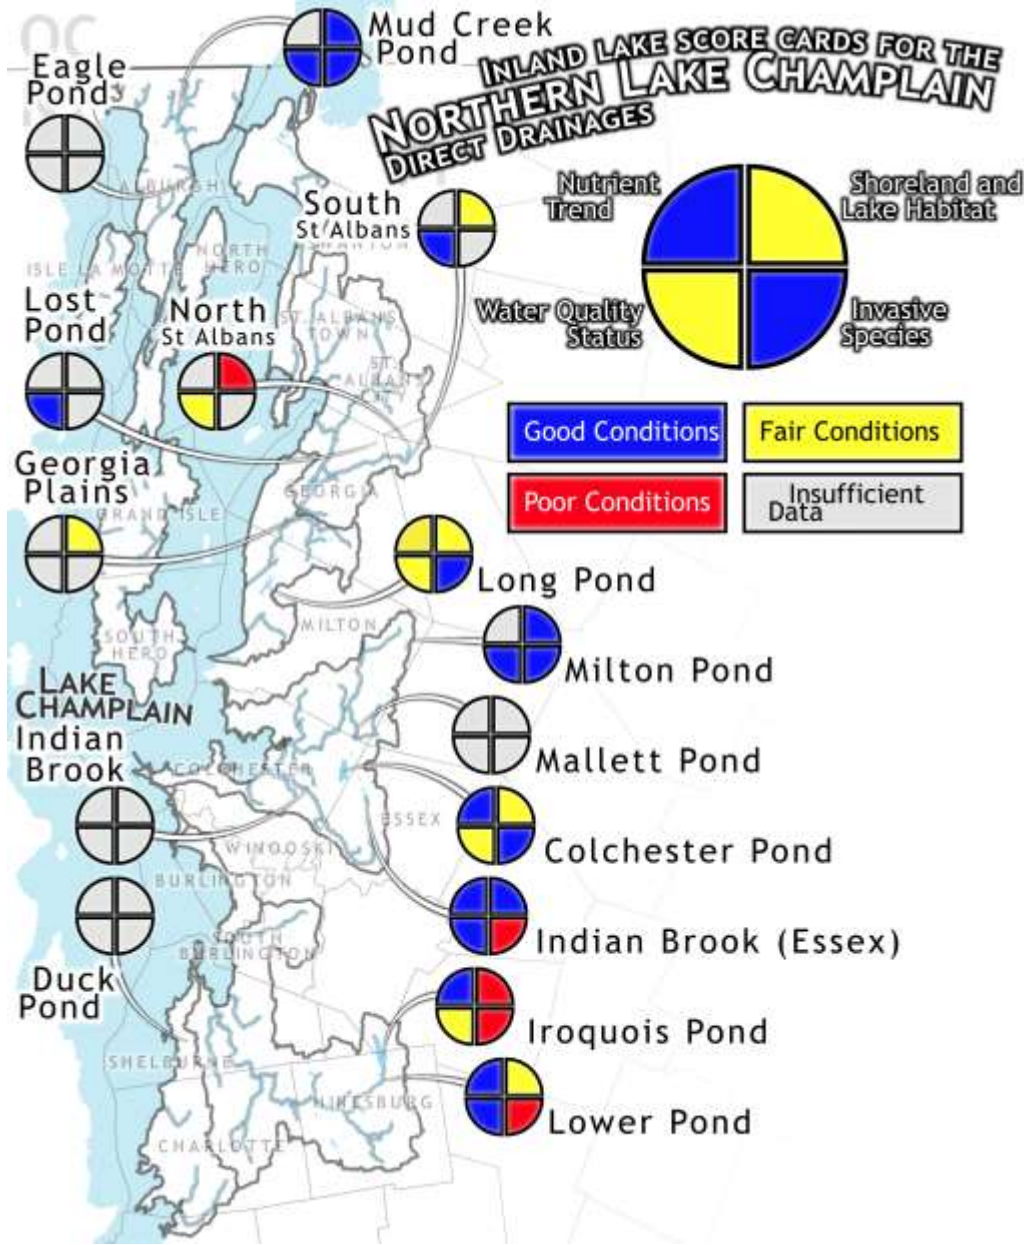 QC
Mud Creek
Pond
INLAND LAKE SCORE CARDS FOR THE
NORTHERN LAKE CHAMPLAIN
DIRECT DRAINAGES
Eagle
Pond
ALBURGH
Nutrient
Trend
Shoreland and
Lake Habitat
South
St Albans
SWANTON
NORTH
HERO
ISLE LA MOTTE
Lost
Pond
North
St Albans
ST. ALBANS
TOWN
Water Quality
Status
Invasive
Species
ST.
ALBANS
CITY
Good Conditions
Fair Conditions
Poor Conditions
Insufficient
Data
Georgia
Plains
GEORGIA
GRAND ISLE
Long Pond
MILTON
SOUTH
HERO
Milton Pond
LAKE
CHAMPLAIN
Indian
Brook
Mallett Pond
COLCHESTER
ESSEX
WINOOSKI
Colchester Pond
BURLINGTON
SOUTH
BURLINGTON
Indian Brook (Essex)
Duck
Pond
Iroquois Pond
SHELBURNE
HINESBURG
Lower Pond
CHARLOTTE